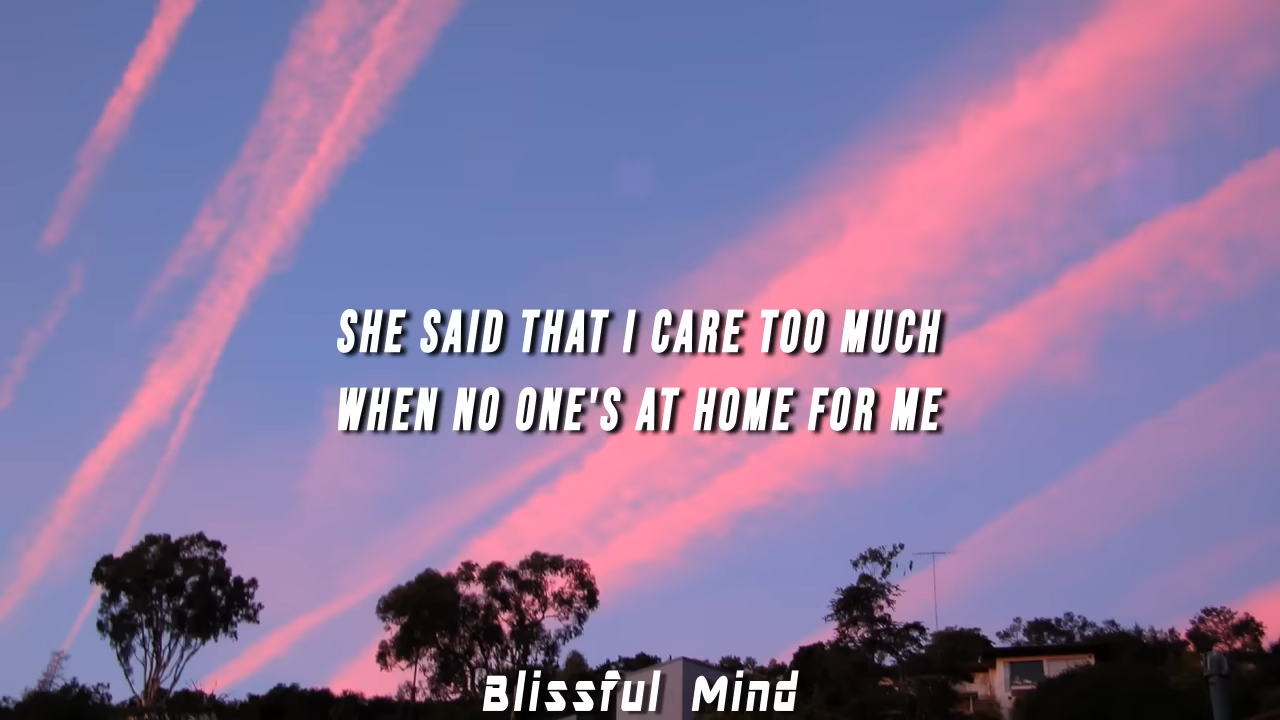 SHE SAID THAT I CARE TOO MUCH
WHEN NO ONE'S AT HOME FOR ME
Blissful Mind